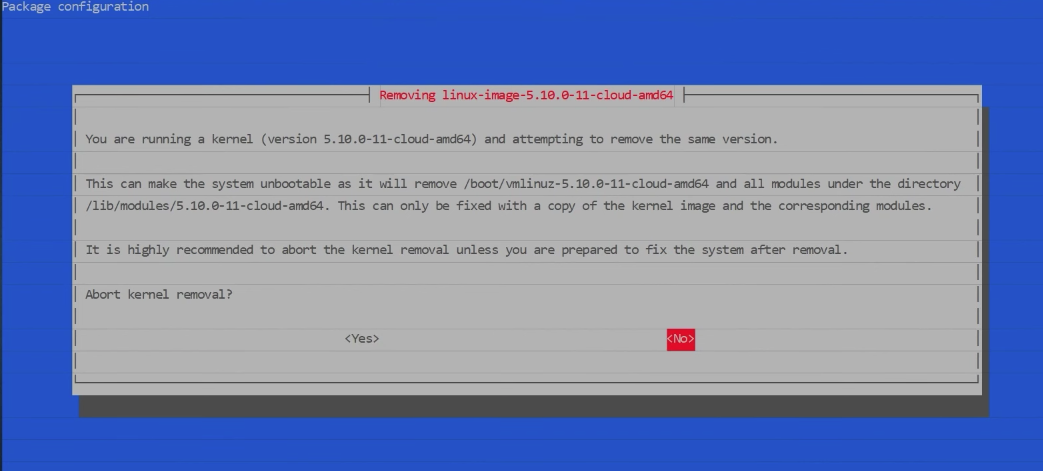 Package configuration
Removing linux-image-5.10.0-11-cloud-amd64
You are running a kernel (version 5.10.0-11-cloud-amd64) and attempting to remove the same version.
This can make the system unbootable as it will remove /boot/vmlinuz-5.10.0-11-cloud-amd64 and all modules under the directory
/lib/modules/5.10.0-11-cloud-amd64. This can only be fixed with a copy of the kernel image and the corresponding modules.
It is highly recommended to abort the kernel removal unless you are prepared to fix the system after removal.
Abort kernel removal?
<Yes> <No>